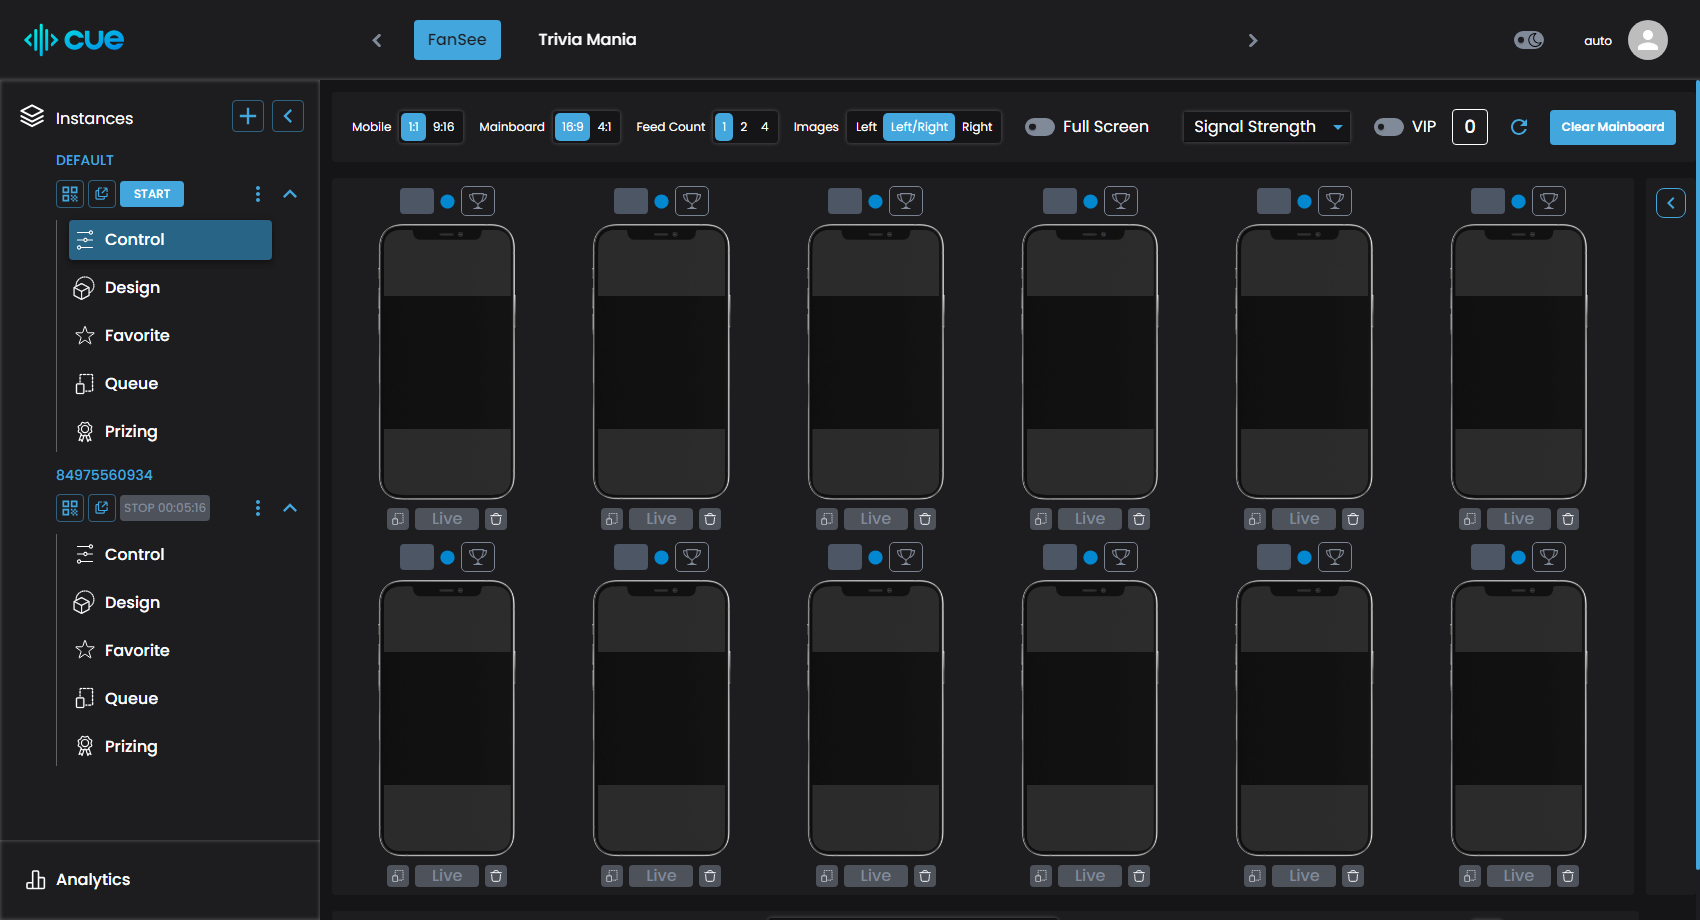 cue
FanSee
Trivia Mania
auto
Instances
DEFAULT
START
Control
Design
Favorite
Queue
Prizing
84975560934
STOP 00:05:16
Control
Design
Favorite
Queue
Prizing
Analytics
Mobile 1:1 9:16 Mainboard 16:9 4:1 Feed Count 1 2 4 Images Left Left/Right Right Full Screen Signal Strength VIP 0 Clear Mainboard
Live Live Live Live Live Live
Live Live Live Live Live Live